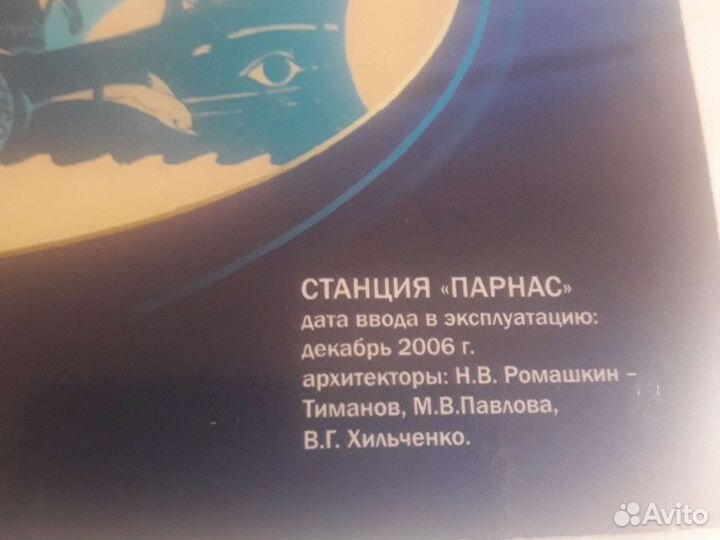 СТАНЦИЯ «ПАРНАС»
дата ввода в эксплуатацию:
декабрь 2006 г.
архитекторы: Н.В. Ромашкин –
Тиманов, М.В.Павлова,
В.Г. Хильченко.
Avito